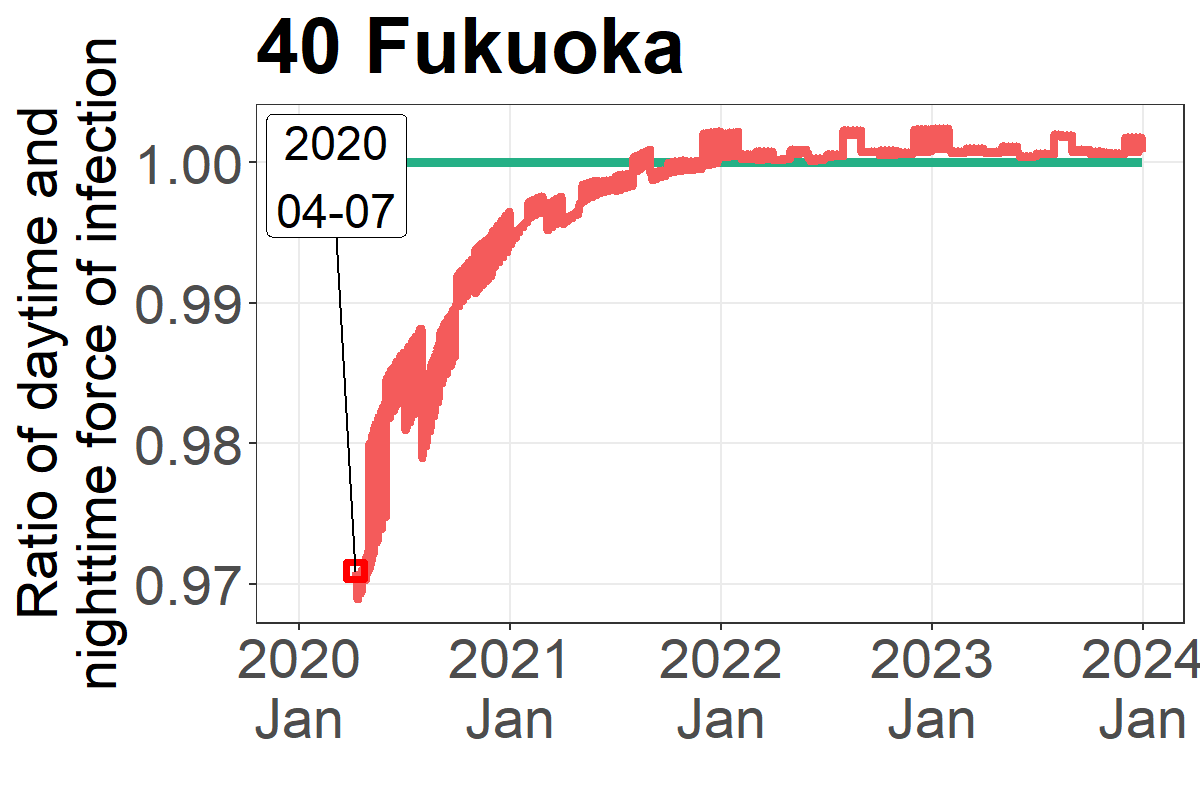 40 Fukuoka
Ratio of daytime and
nighttime force of infection
2020
04-07
1.00
0.99
0.98
0.97
2020
Jan
2021
Jan
2022
Jan
2023
Jan
2024
Jan